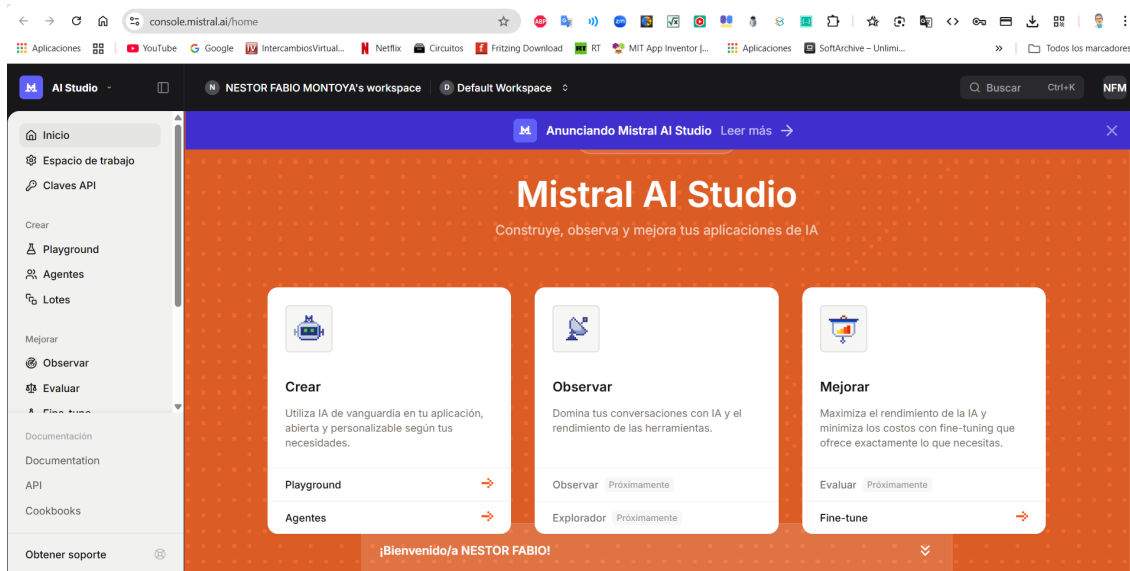 console.mistral.ai/home
Aplicaciones
YouTube
Google
IntercambiosVirtual...
Netflix
Circuitos
Fritzing Download
RT
MIT App Inventor |...
Aplicaciones
SoftArchive – Unlimi...
»
Todos los marcadores
AI Studio
N NESTOR FABIO MONTOYA's workspace
D Default Workspace
Buscar Ctrl+K
NFM
Anunciando Mistral AI Studio Leer más →
Inicio
Espacio de trabajo
Claves API
Crear
Playground
Agentes
Lotes
Mejorar
Observar
Evaluar
Fine-tune
Documentación
Documentation
API
Cookbooks
Obtener soporte
Mistral AI Studio
Construye, observa y mejora tus aplicaciones de IA
Crear
Utiliza IA de vanguardia en tu aplicación,
abierta y personalizable según tus
necesidades.
Playground
Agentes
Observar
Domina tus conversaciones con IA y el
rendimiento de las herramientas.
Observar Próximamente
Explorador Próximamente
Mejorar
Maximiza el rendimiento de la IA y
minimiza los costos con fine-tuning que
ofrece exactamente lo que necesitas.
Evaluar Próximamente
Fine-tune
¡Bienvenido/a NESTOR FABIO!